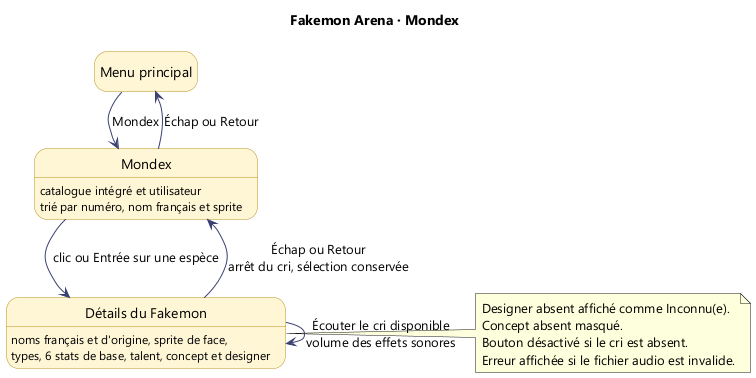 Fakemon Arena · Mondex
Menu principal
Mondex
Échap ou Retour
Mondex
catalogue intégré et utilisateur
trié par numéro, nom français et sprite
clic ou Entrée sur une espèce
Échap ou Retour
arrêt du cri, sélection conservée
Détails du Fakemon
noms français et d'origine, sprite de face,
types, 6 stats de base, talent, concept et designer
Écouter le cri disponible
volume des effets sonores
Designer absent affiché comme Inconnu(e).
Concept absent masqué.
Bouton désactivé si le cri est absent.
Erreur affichée si le fichier audio est invalide.